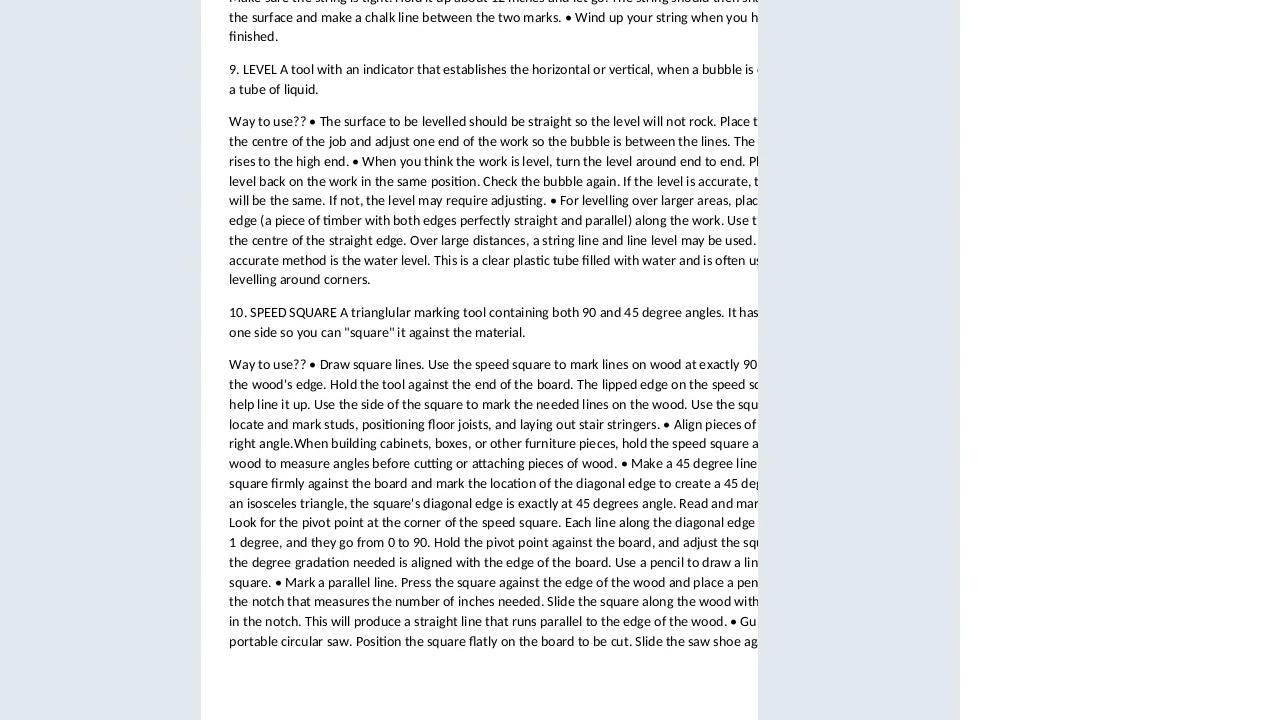 the surface and make a chalk line between the two marks. • Wind up your string when you
finished.
9. LEVEL A tool with an indicator that establishes the horizontal or vertical, when a bubble is
a tube of liquid.
Way to use?? • The surface to be levelled should be straight so the level will not rock. Place
the centre of the job and adjust one end of the work so the bubble is between the lines. The
rises to the high end. • When you think the work is level, turn the level around end to end.
level back on the work in the same position. Check the bubble again. If the level is accurate,
will be the same. If not, the level may require adjusting. • For levelling over larger areas,
edge (a piece of timber with both edges perfectly straight and parallel) along the work. Use
the centre of the straight edge. Over large distances, a string line and line level may be used.
accurate method is the water level. This is a clear plastic tube filled with water and is often
levelling around corners.
10. SPEED SQUARE A trianglular marking tool containing both 90 and 45 degree angles. It has
one side so you can "square" it against the material.
Way to use?? • Draw square lines. Use the speed square to mark lines on wood at exactly 90
the wood's edge. Hold the tool against the end of the board. The lipped edge on the speed
help line it up. Use the side of the square to mark the needed lines on the wood. Use the
locate and mark studs, positioning floor joists, and laying out stair stringers. • Align pieces of
right angle.When building cabinets, boxes, or other furniture pieces, hold the speed square
wood to measure angles before cutting or attaching pieces of wood. • Make a 45 degree line
square firmly against the board and mark the location of the diagonal edge to create a 45
an isosceles triangle, the square's diagonal edge is exactly at 45 degrees angle. Read and
Look for the pivot point at the corner of the speed square. Each line along the diagonal edge
1 degree, and they go from 0 to 90. Hold the pivot point against the board, and adjust the
the degree gradation needed is aligned with the edge of the board. Use a pencil to draw a
square. • Mark a parallel line. Press the square against the edge of the wood and place a
the notch that measures the number of inches needed. Slide the square along the wood with
in the notch. This will produce a straight line that runs parallel to the edge of the wood. •
portable circular saw. Position the square flatly on the board to be cut. Slide the saw shoe